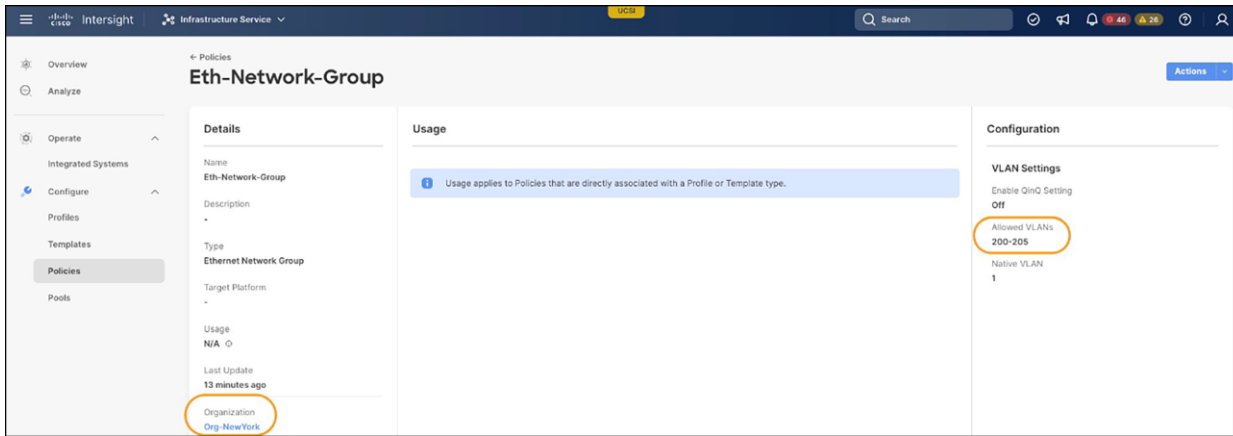 UCSI
cisco Intersight
Infrastructure Service
Search
46
26
Overview
Analyze
Operate
Integrated Systems
Configure
Profiles
Templates
Policies
Pools
← Policies
Eth-Network-Group
Actions
Details
Name
Eth-Network-Group
Description
-
Type
Ethernet Network Group
Target Platform
-
Usage
N/A
Last Update
13 minutes ago
Organization
Org-NewYork
Usage
Usage applies to Policies that are directly associated with a Profile or Template type.
Configuration
VLAN Settings
Enable QinQ Setting
Off
Allowed VLANs
200-205
Native VLAN
1